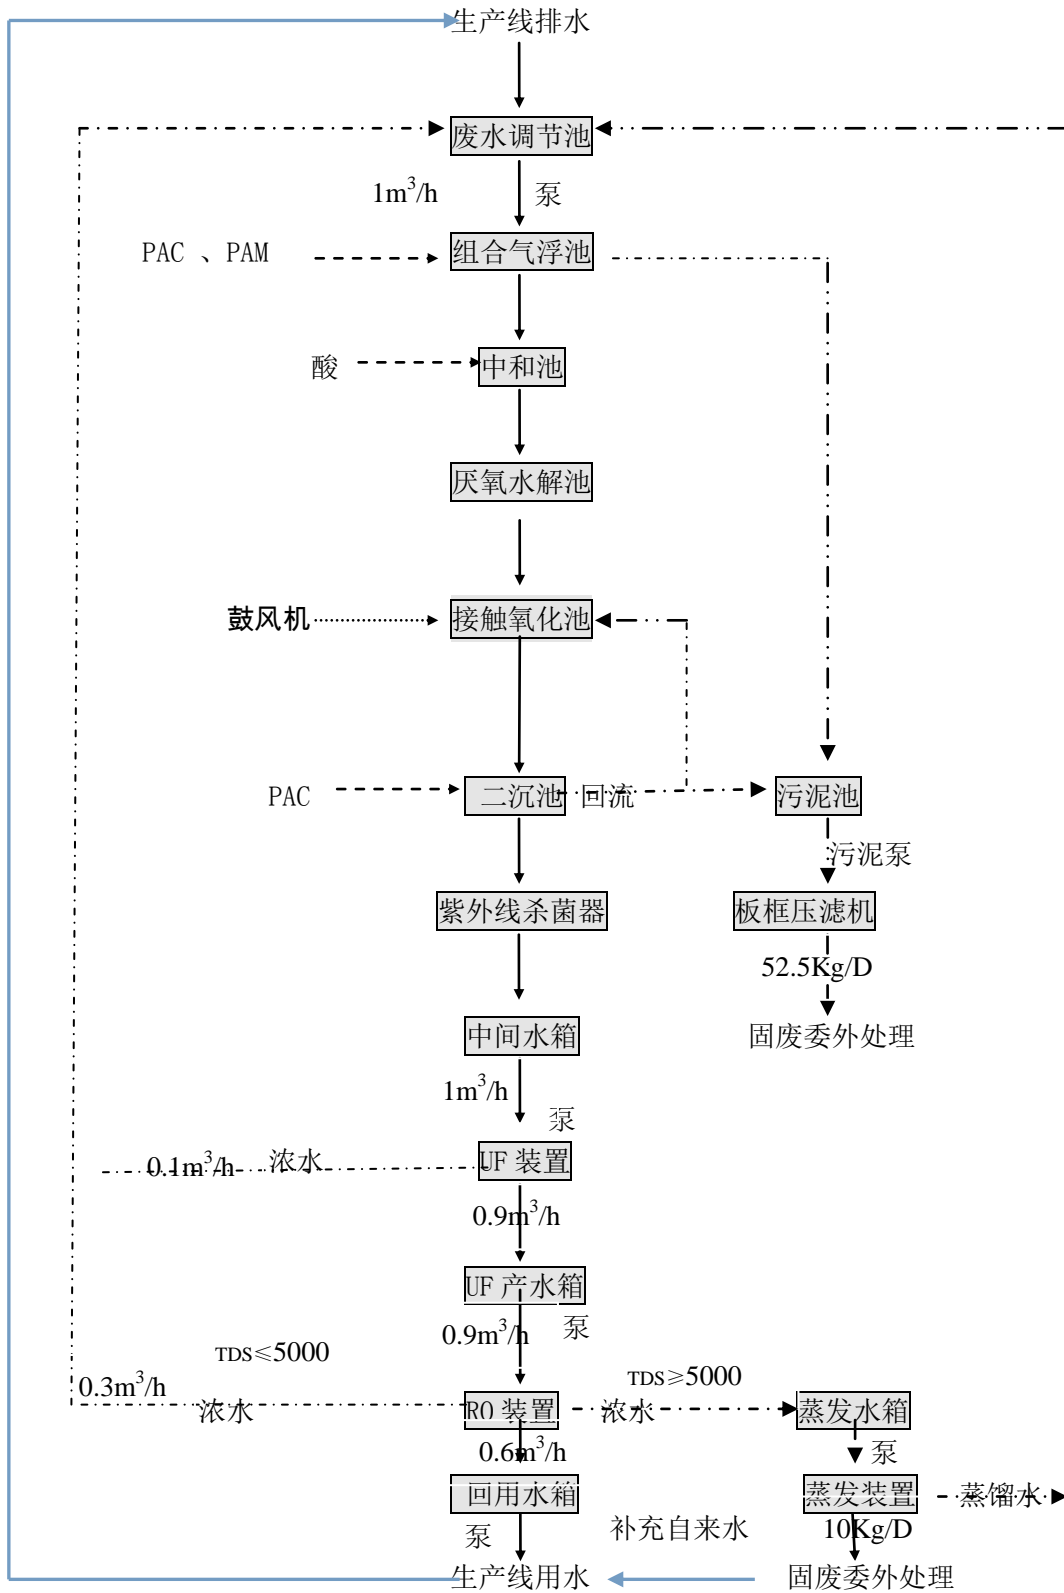 生产线排水
废水调节池
1m³/h 泵
PAC 、PAM 组合气浮池
酸 中和池
厌氧水解池
鼓风机 接触氧化池
PAC 二沉池 回流 污泥池
污泥泵
紫外线杀菌器 板框压滤机
52.5Kg/D
中间水箱 固废委外处理
1m³/h 泵
0.1m³/h 浓水 UF 装置
0.9m³/h
UF 产水箱
0.9m³/h 泵
TDS≤5000 TDS≥5000
0.3m³/h 浓水 RO 装置 浓水 蒸发水箱
0.6m³/h 泵
回用水箱 蒸发装置 蒸馏水
泵 补充自来水 10Kg/D
生产线用水 固废委外处理